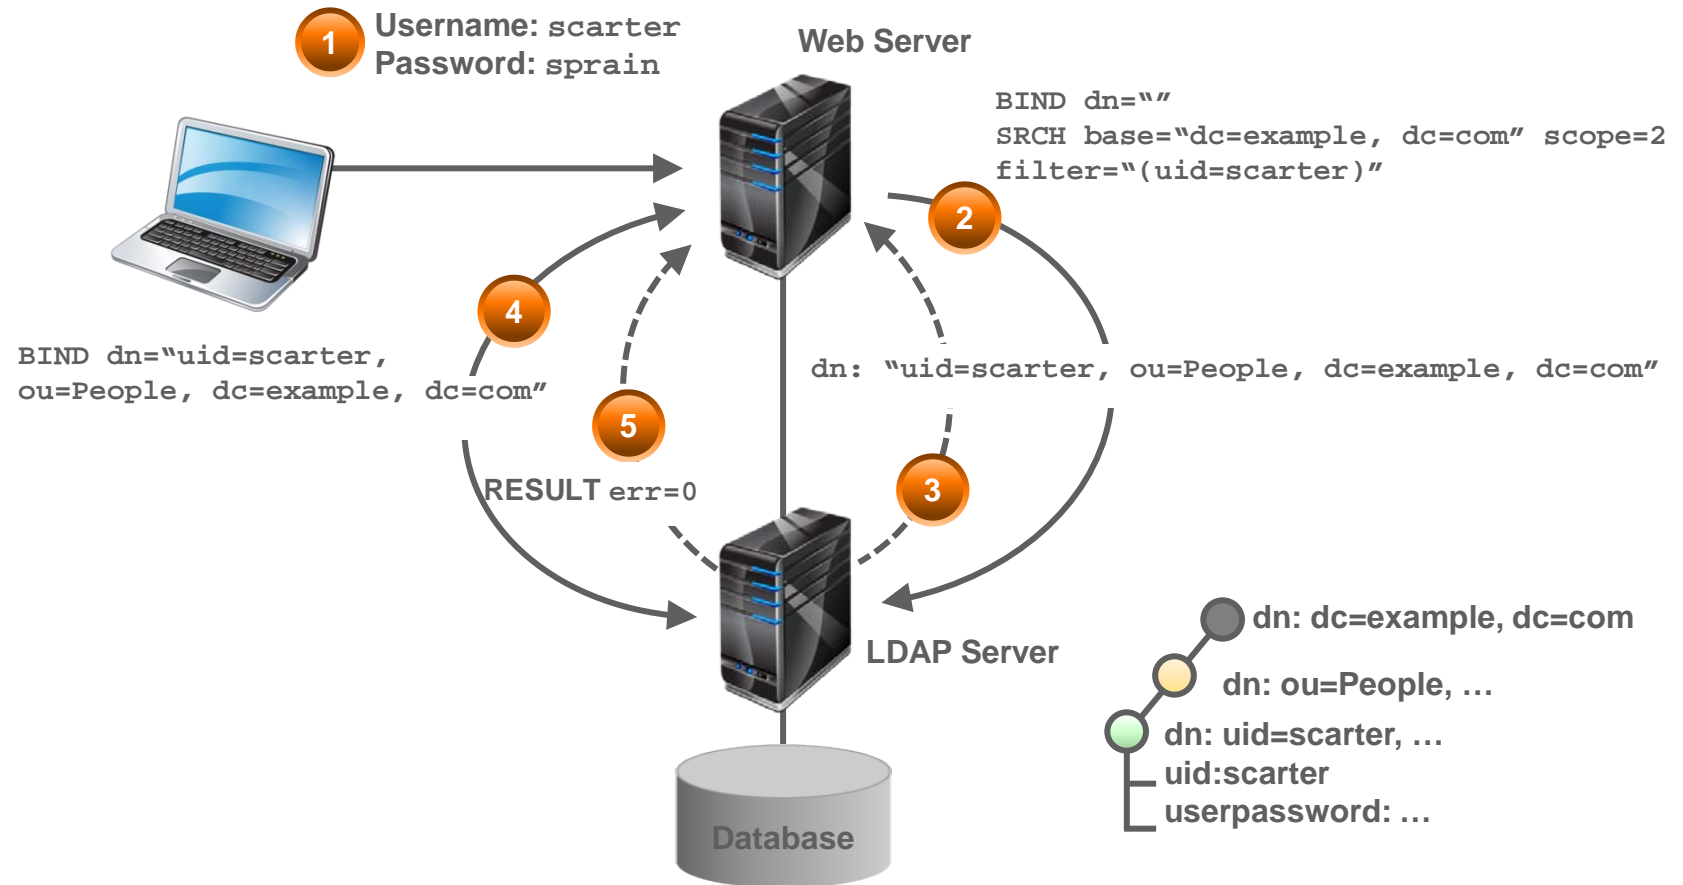 1
Username: scarter
Password: sprain
Web Server
BIND dn=“”
SRCH base=“dc=example, dc=com” scope=2
filter=“(uid=scarter)”
2
4
BIND dn=“uid=scarter,
ou=People, dc=example, dc=com”
dn: “uid=scarter, ou=People, dc=example, dc=com”
5
RESULT err=0
3
LDAP Server
Database
dn: dc=example, dc=com
dn: ou=People, …
dn: uid=scarter, …
uid:scarter
userpassword: …